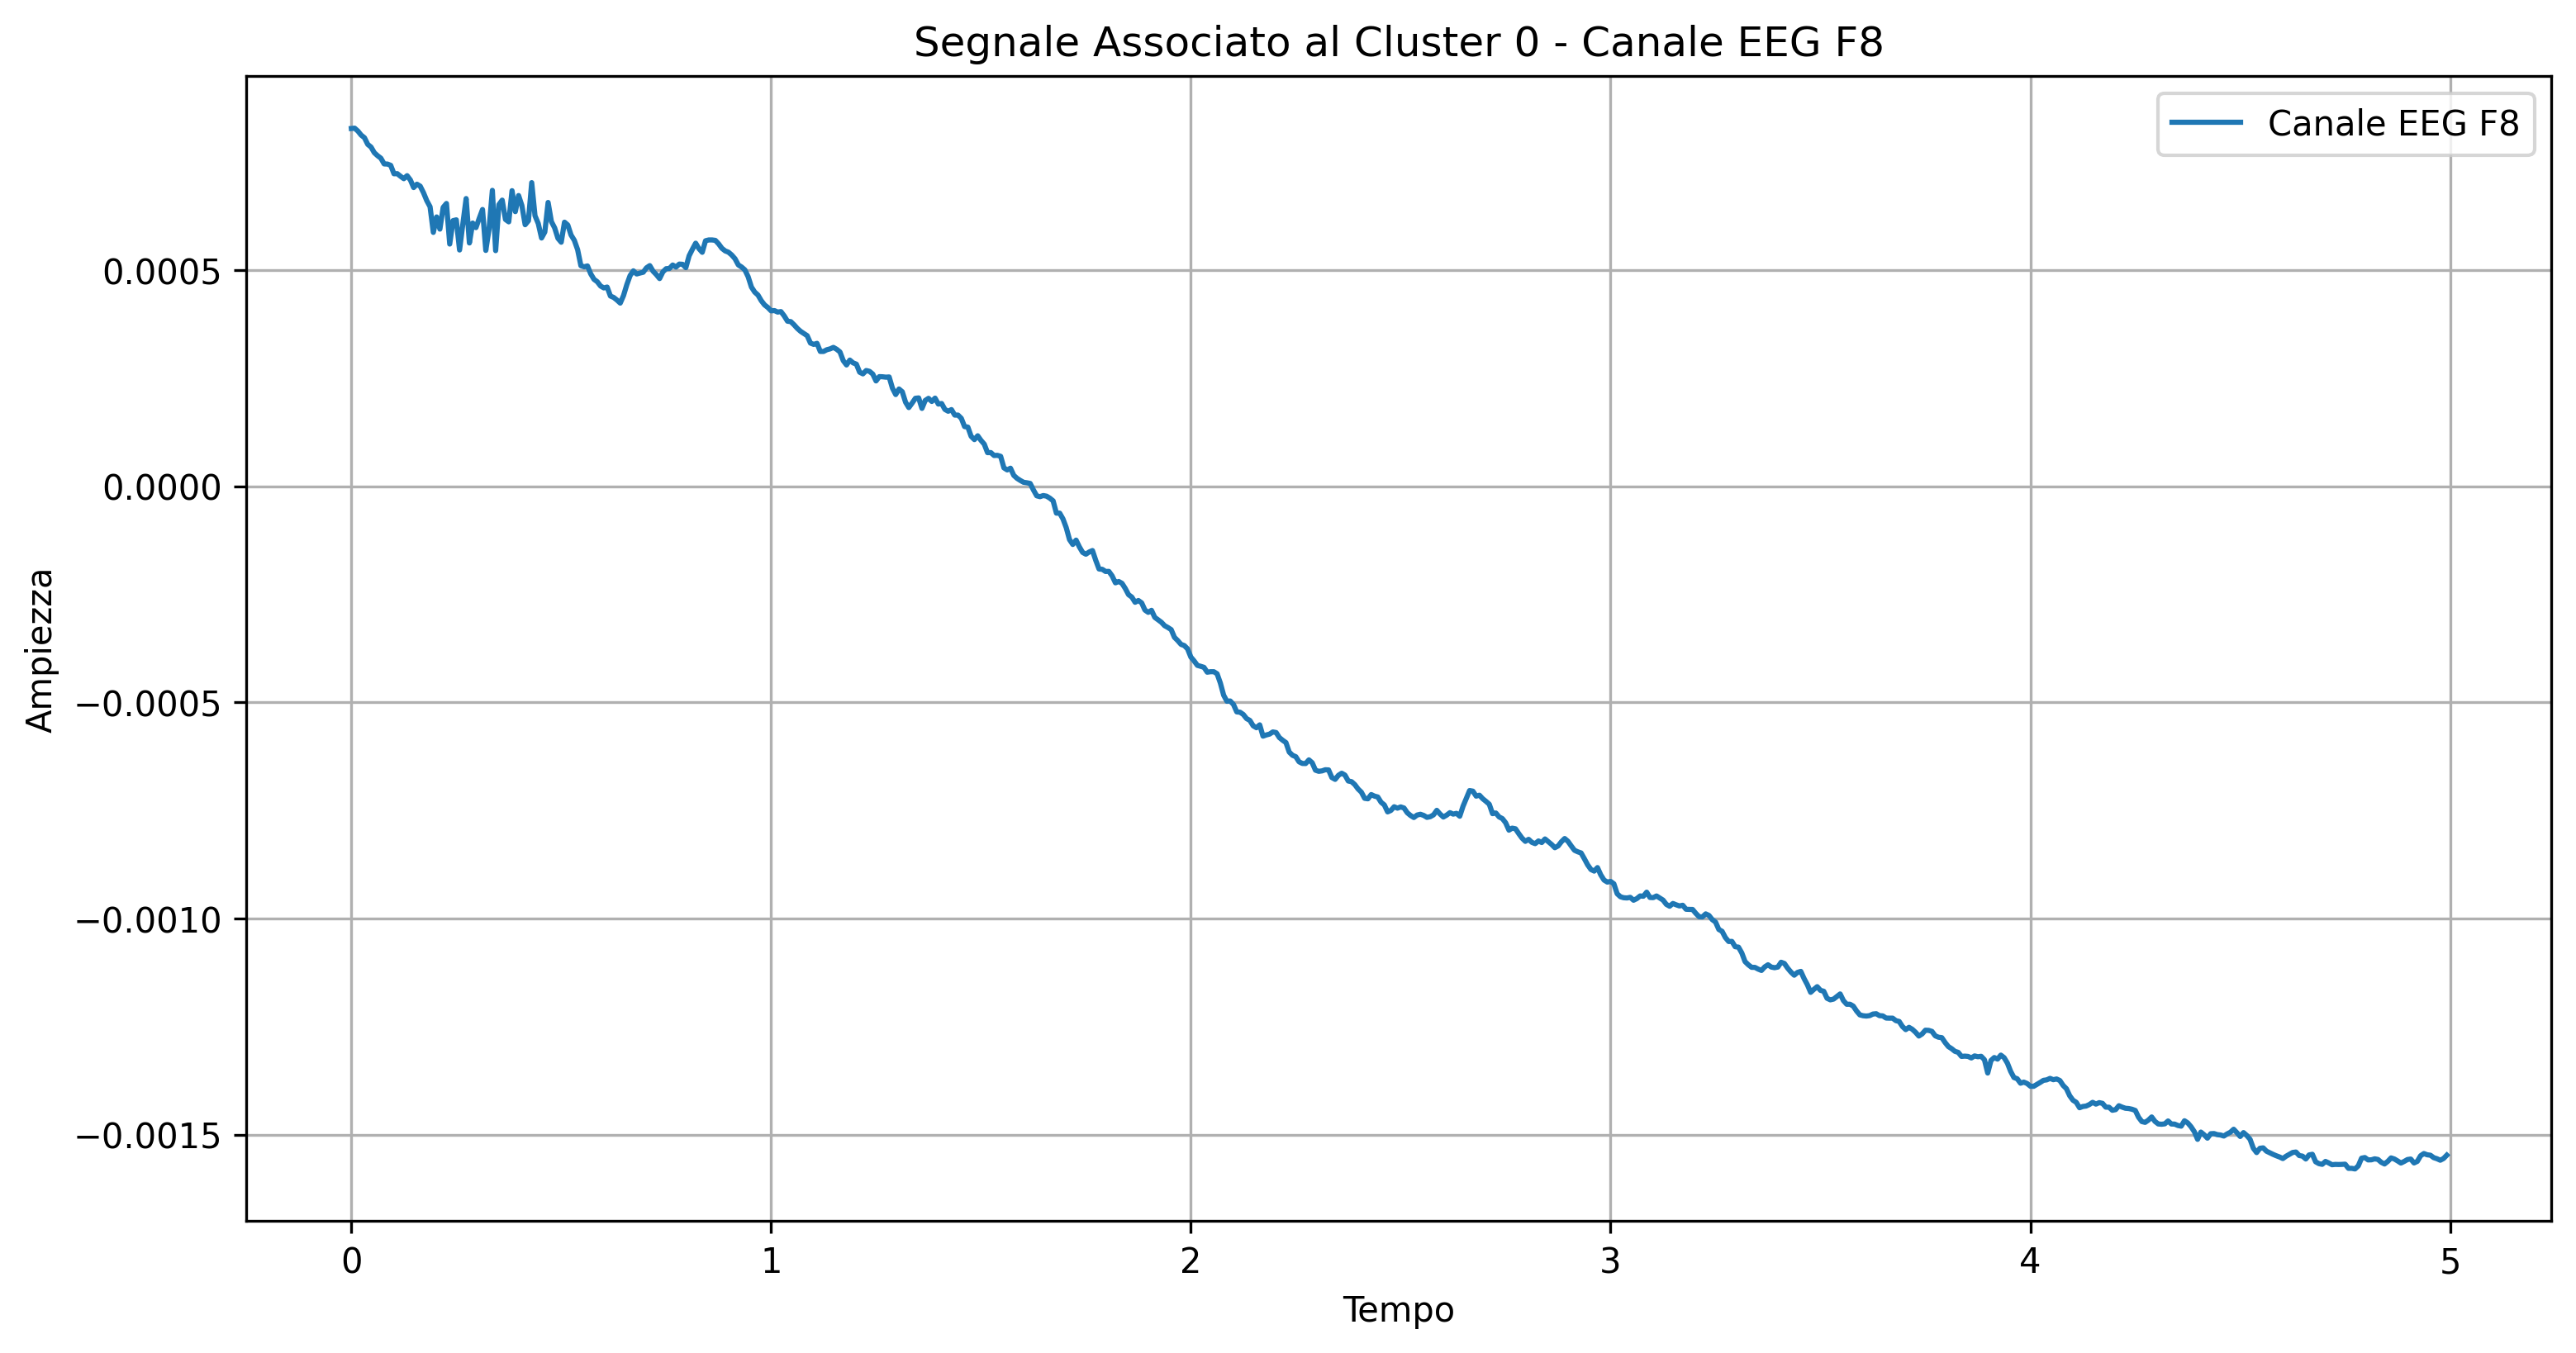 Segnale Associato al Cluster 0 - Canale EEG F8
Canale EEG F8
0.0005
0.0000
−0.0005
−0.0010
−0.0015
Ampiezza
0 1 2 3 4 5
Tempo